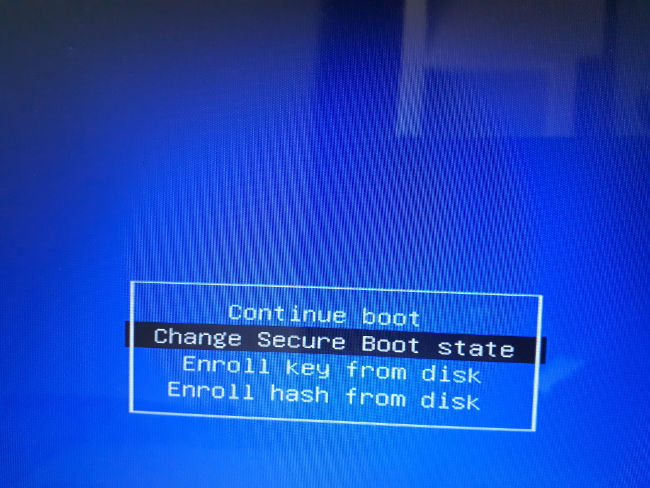 Continue boot
Change Secure Boot state
Enroll key from disk
Enroll hash from disk